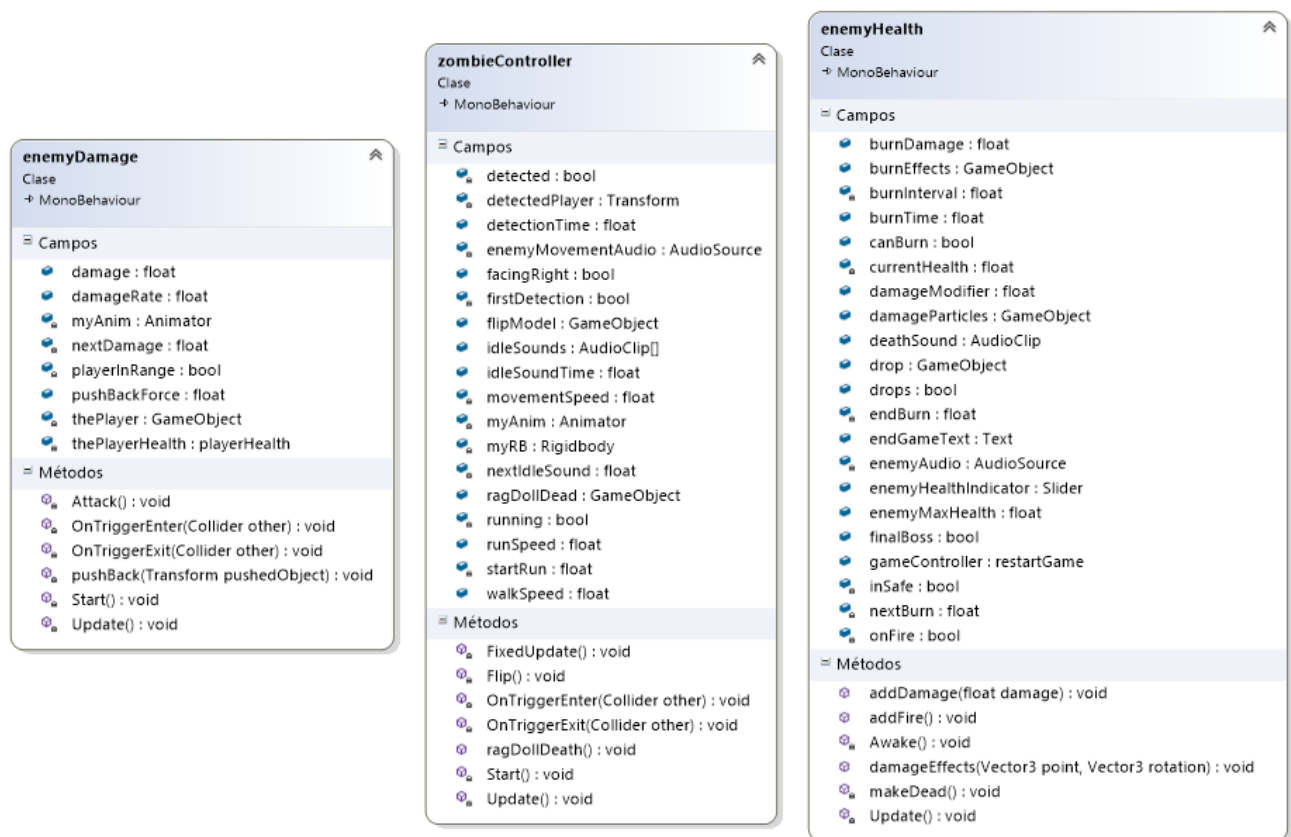 enemyDamage
Clase
MonoBehaviour
Campos
damage : float
damageRate : float
myAnim : Animator
nextDamage : float
playerInRange : bool
pushBackForce : float
thePlayer : GameObject
thePlayerHealth : playerHealth
Métodos
Attack() : void
OnTriggerEnter(Collider other) : void
OnTriggerExit(Collider other) : void
pushBack(Transform pushedObject) : void
Start() : void
Update() : void
zombieController
Clase
MonoBehaviour
Campos
detected : bool
detectedPlayer : Transform
detectionTime : float
enemyMovementAudio : AudioSource
facingRight : bool
firstDetection : bool
flipModel : GameObject
idleSounds : AudioClip[]
idleSoundTime : float
movementSpeed : float
myAnim : Animator
myRB : Rigidbody
nextIdleSound : float
ragDollDead : GameObject
running : bool
runSpeed : float
startRun : float
walkSpeed : float
Métodos
FixedUpdate() : void
Flip() : void
OnTriggerEnter(Collider other) : void
OnTriggerExit(Collider other) : void
ragDollDeath() : void
Start() : void
Update() : void
enemyHealth
Clase
MonoBehaviour
Campos
burnDamage : float
burnEffects : GameObject
burnInterval : float
burnTime : float
canBurn : bool
currentHealth : float
damageModifier : float
damageParticles : GameObject
deathSound : AudioClip
drop : GameObject
drops : bool
endBurn : float
endGameText : Text
enemyAudio : AudioSource
enemyHealthIndicator : Slider
enemyMaxHealth : float
finalBoss : bool
gameController : restartGame
inSafe : bool
nextBurn : float
onFire : bool
Métodos
addDamage(float damage) : void
addFire() : void
Awake() : void
damageEffects(Vector3 point, Vector3 rotation) : void
makeDead() : void
Update() : void